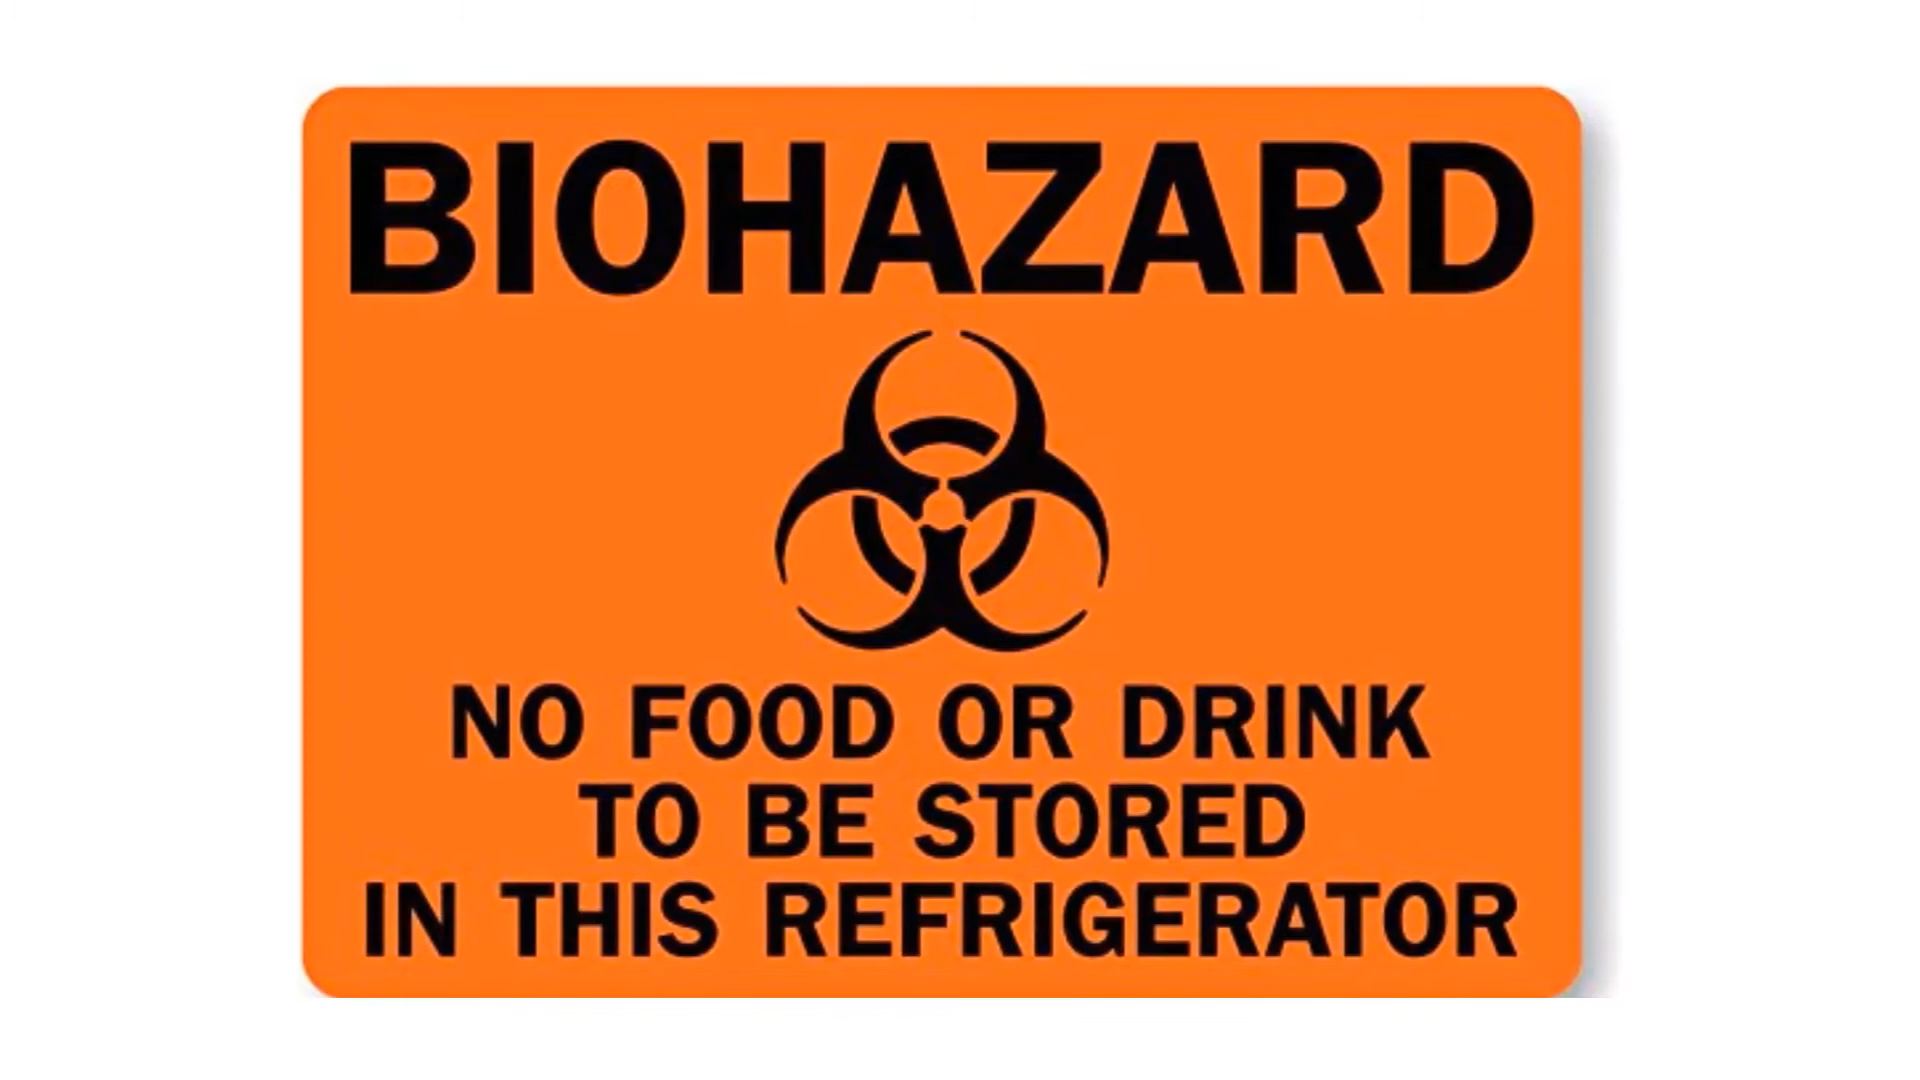 BIOHAZARD
NO FOOD OR DRINK
TO BE STORED
IN THIS REFRIGERATOR